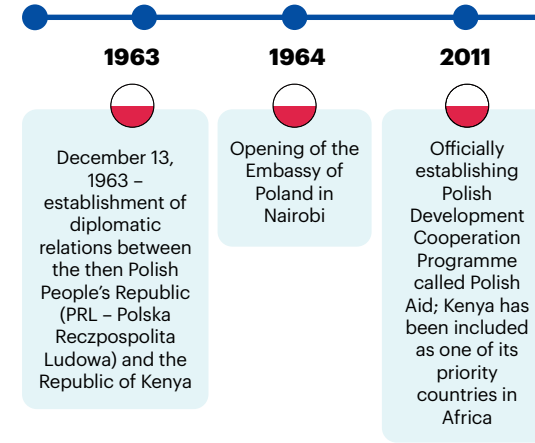 1963
December 13,
1963 –
establishment of
diplomatic
relations between
the then Polish
People's Republic
(PRL – Polska
Reczpospolita
Ludowa) and the
Republic of Kenya
1964
Opening of the
Embassy of
Poland in
Nairobi
2011
Officially
establishing
Polish
Development
Cooperation
Programme
called Polish
Aid; Kenya has
been included
as one of its
priority
countries in
Africa